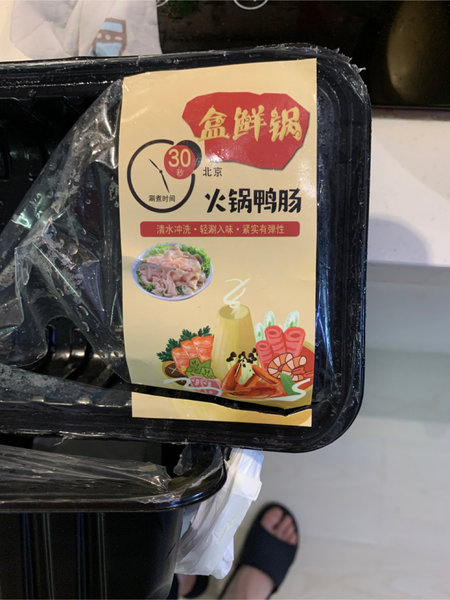 盒鲜锅
30
秒
涮煮时间
北京
火锅鸭肠
清水冲洗·轻涮入味·紧实有弹性